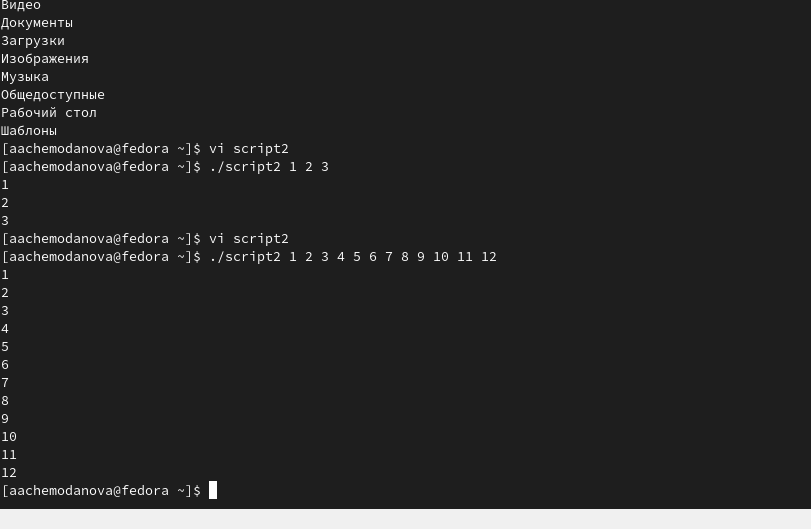 Видео
Документы
Загрузки
Изображения
Музыка
Общедоступные
Рабочий стол
Шаблоны
[aachemodanova@fedora ~]$ vi script2
[aachemodanova@fedora ~]$ ./script2 1 2 3
1
2
3
[aachemodanova@fedora ~]$ vi script2
[aachemodanova@fedora ~]$ ./script2 1 2 3 4 5 6 7 8 9 10 11 12
1
2
3
4
5
6
7
8
9
10
11
12
[aachemodanova@fedora ~]$